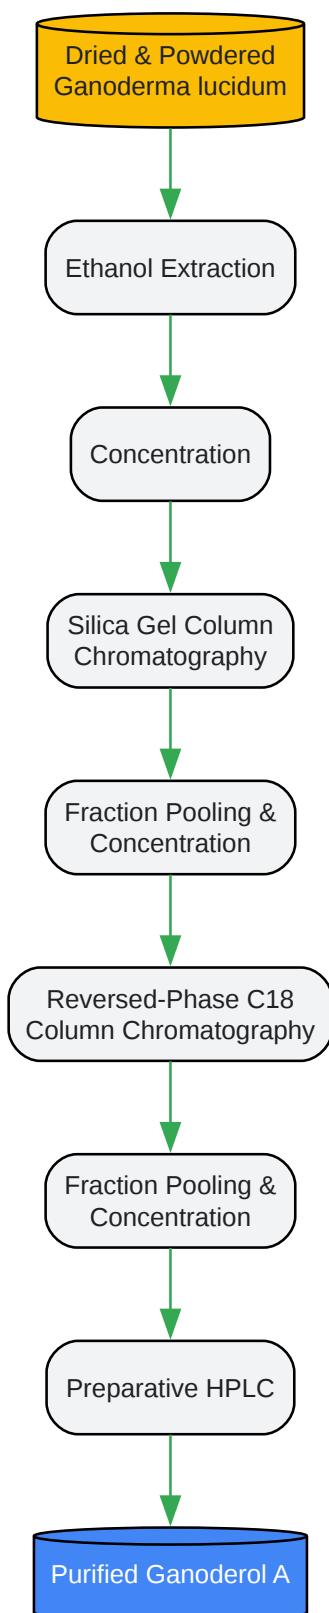 Dried & Powdered
Ganoderma lucidum
Ethanol Extraction
Concentration
Silica Gel Column
Chromatography
Fraction Pooling &
Concentration
Reversed-Phase C18
Column Chromatography
Fraction Pooling &
Concentration
Preparative HPLC
Purified Ganoderol A